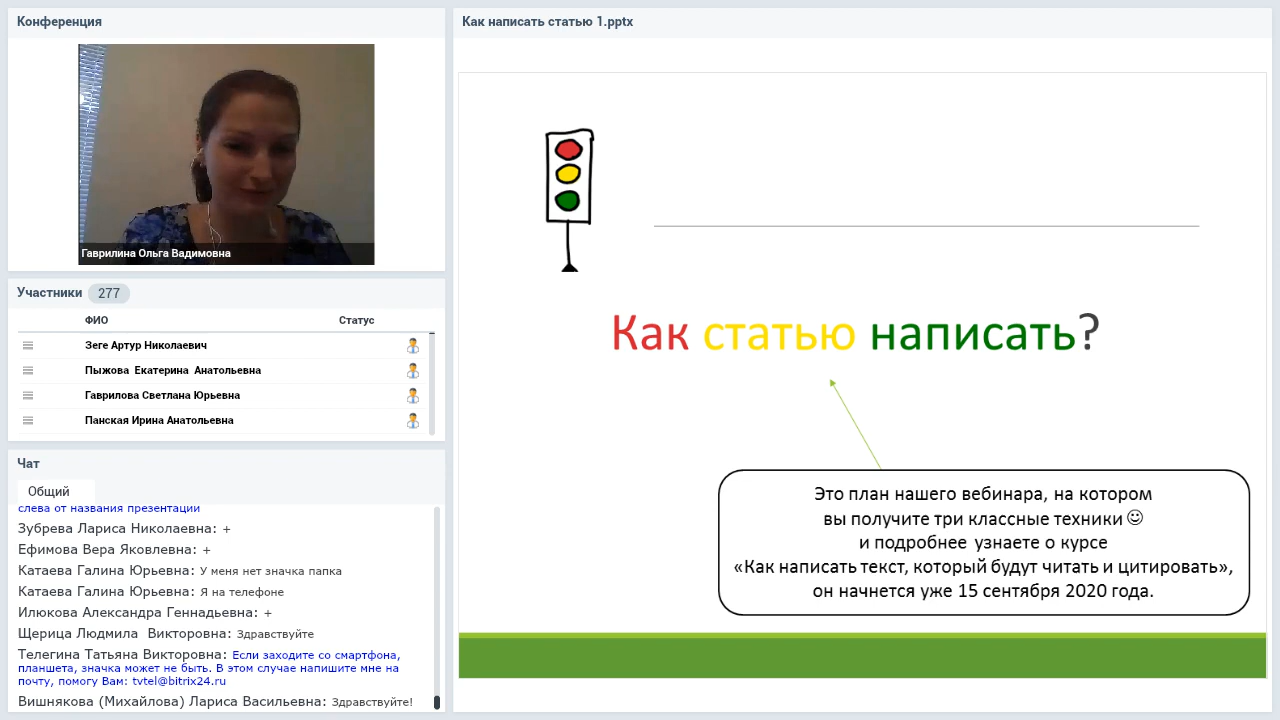 Конференция
Гаврилина Ольга Вадимовна
Участники 277
ФИО Статус
Зеге Артур Николаевич
Пыжова Екатерина Анатольевна
Гаврилова Светлана Юрьевна
Панская Ирина Анатольевна
Чат
Общий
слева от названия презентации
Зубрева Лариса Николаевна: +
Ефимова Вера Яковлевна: +
Катаева Галина Юрьевна: У меня нет значка папка
Катаева Галина Юрьевна: Я на телефоне
Илюкова Александра Геннадьевна: +
Щерица Людмила Викторовна: Здравствуйте
Телегина Татьяна Викторовна: Если заходите со смартфона,
планшета, значка может не быть. В этом случае напишите мне на
почту, помогу Вам: tvtel@bitrix24.ru
Вишнякова (Михайлова) Лариса Васильевна: Здравствуйте!
Как написать статью 1.pptx
Как статью написать?
Это план нашего вебинара, на котором
вы получите три классные техники ☺
и подробнее узнаете о курсе
«Как написать текст, который будут читать и цитировать»,
он начнется уже 15 сентября 2020 года.